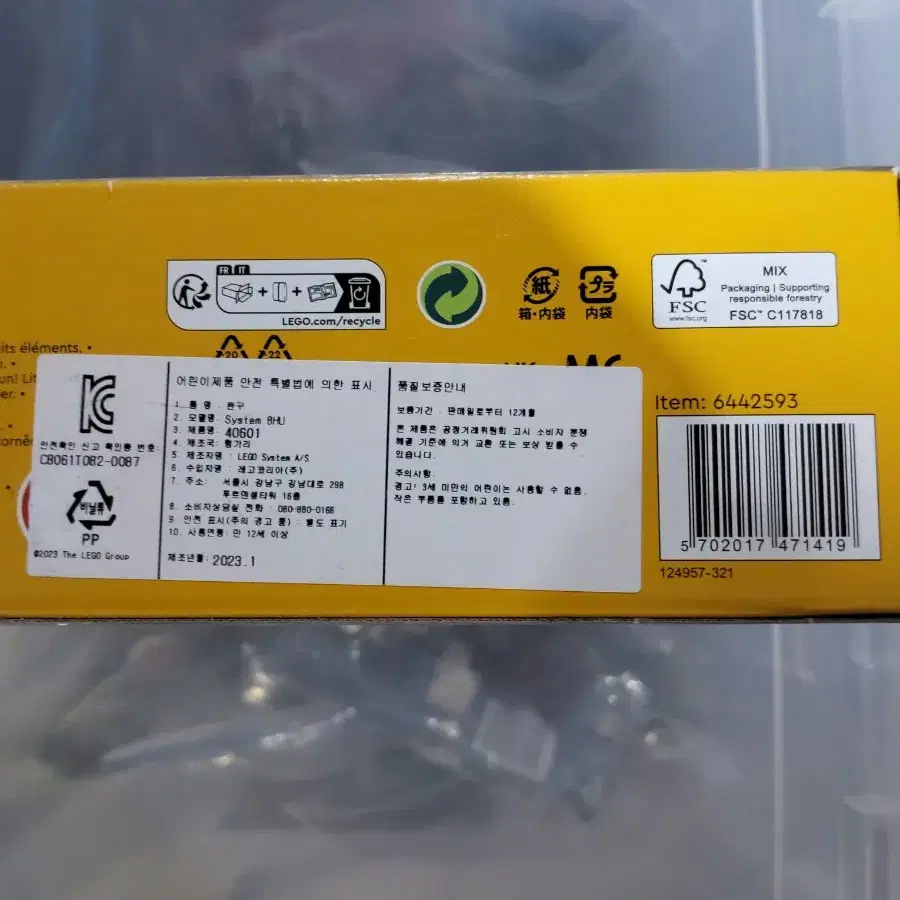 FR IT
LEGO.com/recycle
紙
プラ
箱・内袋
内袋
FSC
www.fsc.org
MIX
Packaging | Supporting
responsible forestry
FSC™ C117818
20
22
its éléments. •
un! Lit
er. •
KC
안전확인 신고 확인증 번호:
CB061T082-0087
비닐류
PP
©2023 The LEGO Group
어린이제품 안전 특별법에 의한 표시
1. 품 명 : 완구
2. 모델명: System 8HU
3. 제품명: 40601
4. 제조국: 헝가리
5. 제조자명 : LEGO System A/S
6. 수입자명 : 레고코리아(주)
7. 주소: 서울시 강남구 강남대로 298
푸르덴셜타워 16층
8. 소비자상담실 전화 : 080-880-0166
9 안전 표시(주의 경고 등) : 별도 표기
10. 사용연령: 만 12세 이상
제조년월: 2023.1
품질보증안내
보증기간 : 판매일로부터 12개월
본 제품은 공정거래위원회 고시 소비자 분쟁
해결 기준에 의거 교환 또는 보상 받을 수
있습니다.
주의사항
경고! 3세 미만의 어린이는 사용할 수 없음.
작은 부품을 포함하고 있음.
Item: 6442593
5 702017 471419
124957-321